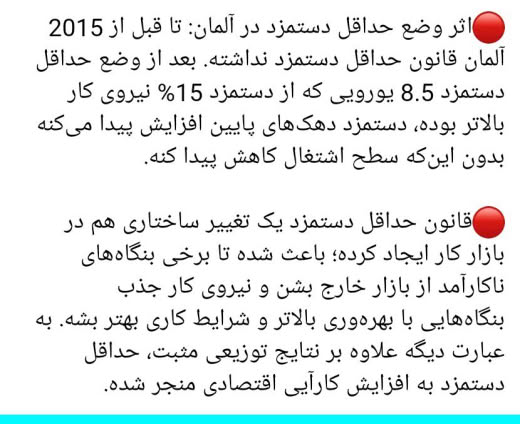 🔴اثر وضع حداقل دستمزد در آلمان: تا قبل از 2015
آلمان قانون حداقل دستمزد نداشته. بعد از وضع حداقل
دستمزد 8.5 یورویی که از دستمزد 15% نیروی کار
بالاتر بوده، دستمزد دهک‌های پایین افزایش پیدا می‌کنه
بدون این‌که سطح اشتغال کاهش پیدا کنه.
🔴قانون حداقل دستمزد یک تغییر ساختاری هم در
بازار کار ایجاد کرده؛ باعث شده تا برخی بنگاه‌های
ناکارآمد از بازار خارج بشن و نیروی کار جذب
بنگاه‌هایی با بهره‌وری بالاتر و شرایط کاری بهتر بشه. به
عبارت دیگه علاوه بر نتایج توزیعی مثبت، حداقل
دستمزد به افزایش کارآیی اقتصادی منجر شده.